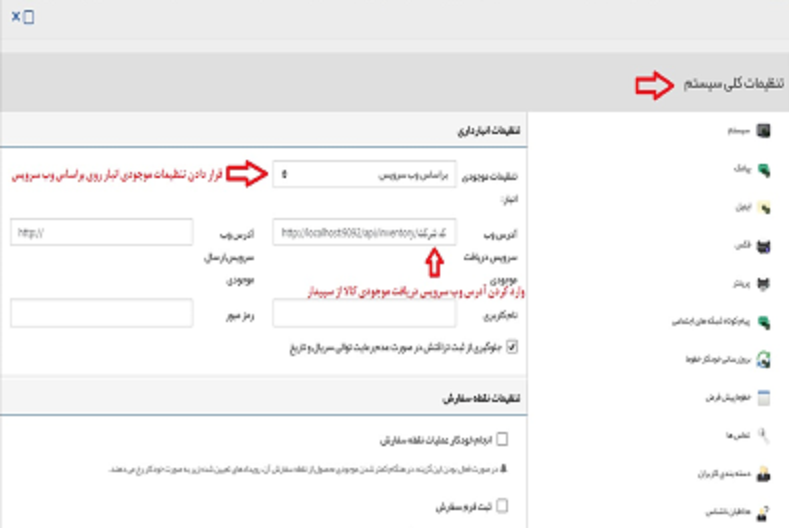 تنظیمات کلی سیستم
سیستم
پیامک
ایمیل
فکس
پرینتر
پیام کوتاه شبکه های اجتماعی
بروزرسانی خودکار خطوط
خطوط پیش فرض
تماس ها
دسته بندی کاربران
مخاطبان ناشناس
تنظیمات انبارداری
تنظیمات موجودی انبار:
براساس وب سرویس
قرار دادن تنظیمات موجودی انبار روی براساس وب سرویس
آدرس وب سرویس دریافت موجودی
http://localhost:9092/api/inventory/کد شرکت
آدرس وب سرویس ارسال موجودی
http://
وارد کردن آدرس وب سرویس دریافت موجودی کالا از سپیدار
نام کاربری
رمز عبور
جلوگیری از ثبت تراکنش در صورت عدم رعایت توالی سریال و تاریخ
تنظیمات نقطه سفارش
انجام خودکار عملیات نقطه سفارش
در صورت فعال بودن این گزینه، در هنگام کمتر شدن موجودی محصول از نقطه سفارش آن، رویدادهای تعیین شده زیر به صورت خودکار رخ می دهند.
ثبت فرم سفارش